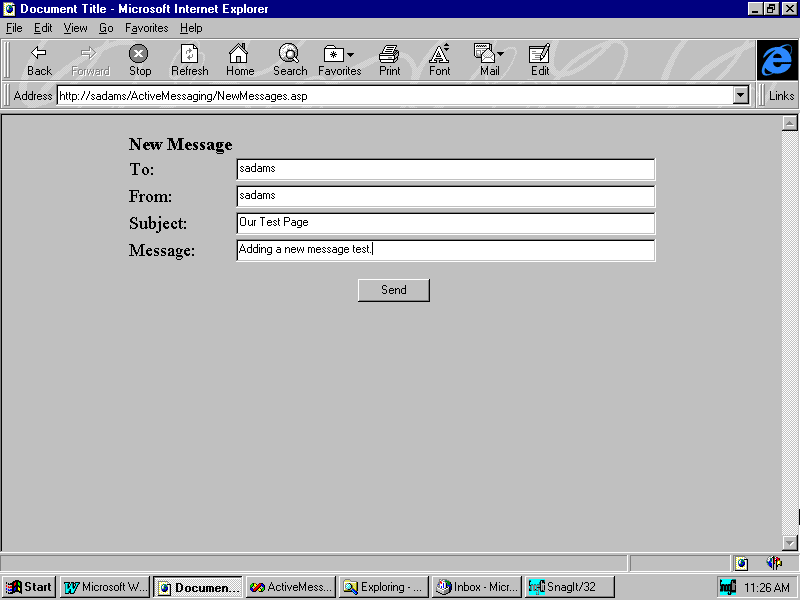 Document Title - Microsoft Internet Explorer
File Edit View Go Favorites Help
Back Forward Stop Refresh Home Search Favorites Print Font Mail Edit
Address http://sadams/ActiveMessaging/NewMessages.asp Links
New Message
To: sadams
From: sadams
Subject: Our Test Page
Message: Adding a new message test.
Send
Start Microsoft W... Documen... ActiveMess... Exploring - ... Inbox - Micr... SnagIt/32 11:26 AM